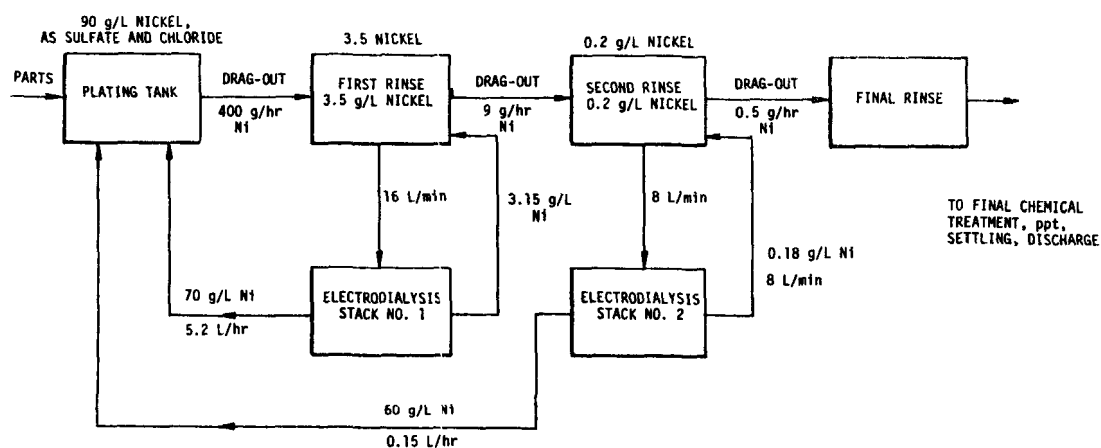 90 g/L NICKEL,
AS SULFATE AND CHLORIDE
3.5 NICKEL
0.2 g/L NICKEL
PARTS
PLATING TANK
DRAG-OUT
400 g/hr
Ni
FIRST RINSE
3.5 g/L NICKEL
DRAG-OUT
9 g/hr
Ni
SECOND RINSE
0.2 g/L NICKEL
DRAG-OUT
0.5 g/hr
Ni
FINAL RINSE
16 L/min
3.15 g/L
Ni
8 L/min
0.18 g/L Ni
8 L/min
TO FINAL CHEMICAL
TREATMENT, ppt,
SETTLING, DISCHARGE
70 g/L Ni
5.2 L/hr
ELECTRODIALYSIS
STACK NO. 1
ELECTRODIALYSIS
STACK NO. 2
60 g/L Ni
0.15 L/hr